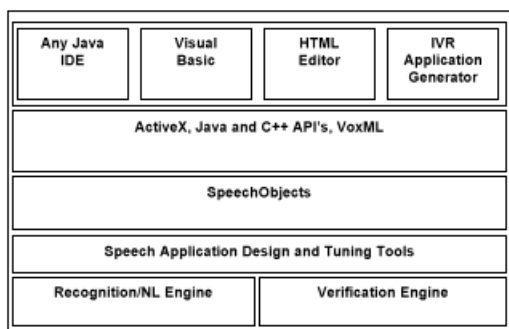 Any Java
IDE
Visual
Basic
HTML
Editor
IVR
Application
Generator
ActiveX, Java and C++ API's, VoxML
SpeechObjects
Speech Application Design and Tuning Tools
Recognition/NL Engine
Verification Engine